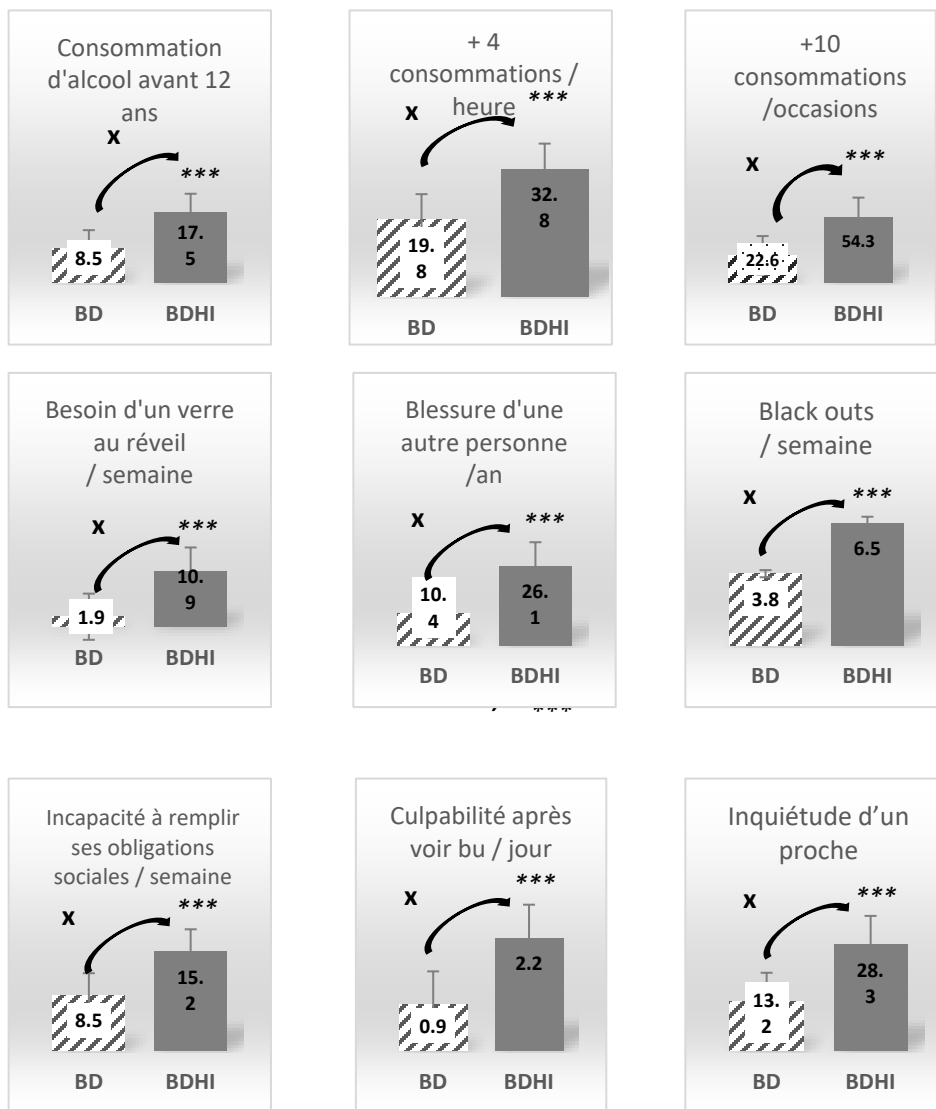 Consommation
d'alcool avant 12
ans
x
***
8.5
17.
5
BD
BDHI
+ 4
consommations /
heure
x
***
19.
8
32.
8
BD
BDHI
+10
consommations
/occasions
x
***
22.6
54.3
BD
BDHI
Besoin d'un verre
au réveil
/ semaine
x
***
1.9
10.
9
BD
BDHI
Blessure d'une
autre personne
/an
x
***
10.
4
26.
1
BD
BDHI
Black outs
/ semaine
x
***
3.8
6.5
BD
BDHI
***
Incapacité à remplir
ses obligations
sociales / semaine
x
***
8.5
15.
2
BD
BDHI
Culpabilité après
voir bu / jour
x
***
0.9
2.2
BD
BDHI
Inquiétude d’un
proche
x
***
13.
2
28.
3
BD
BDHI